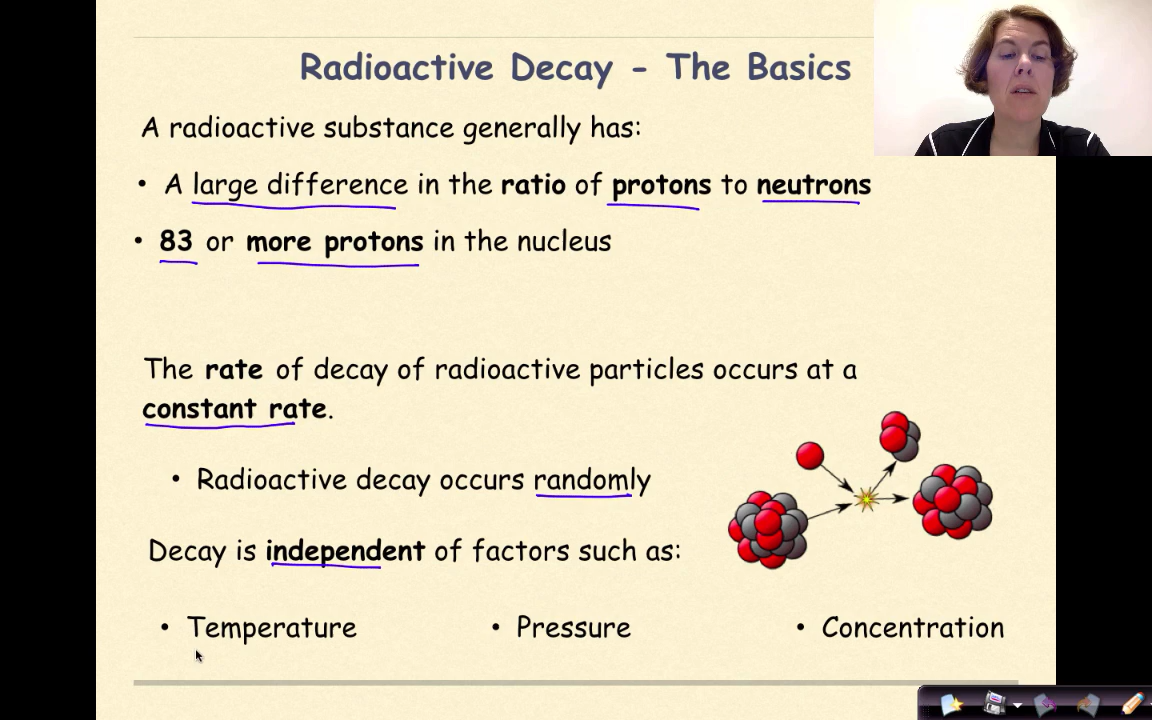 Radioactive Decay - The Basics
A radioactive substance generally has:
• A large difference in the ratio of protons to neutrons
• 83 or more protons in the nucleus
The rate of decay of radioactive particles occurs at a
constant rate.
• Radioactive decay occurs randomly
Decay is independent of factors such as:
• Temperature • Pressure • Concentration